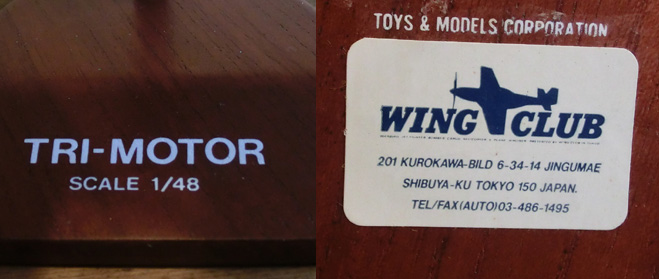 TRI-MOTOR
SCALE 1/48
TOYS & MODELS CORPORATION
WING CLUB
201 KUROKAWA-BILD 6-34-14 JINGUMAE
SHIBUYA-KU TOKYO 150 JAPAN.
TEL/FAX(AUTO)03-486-1495